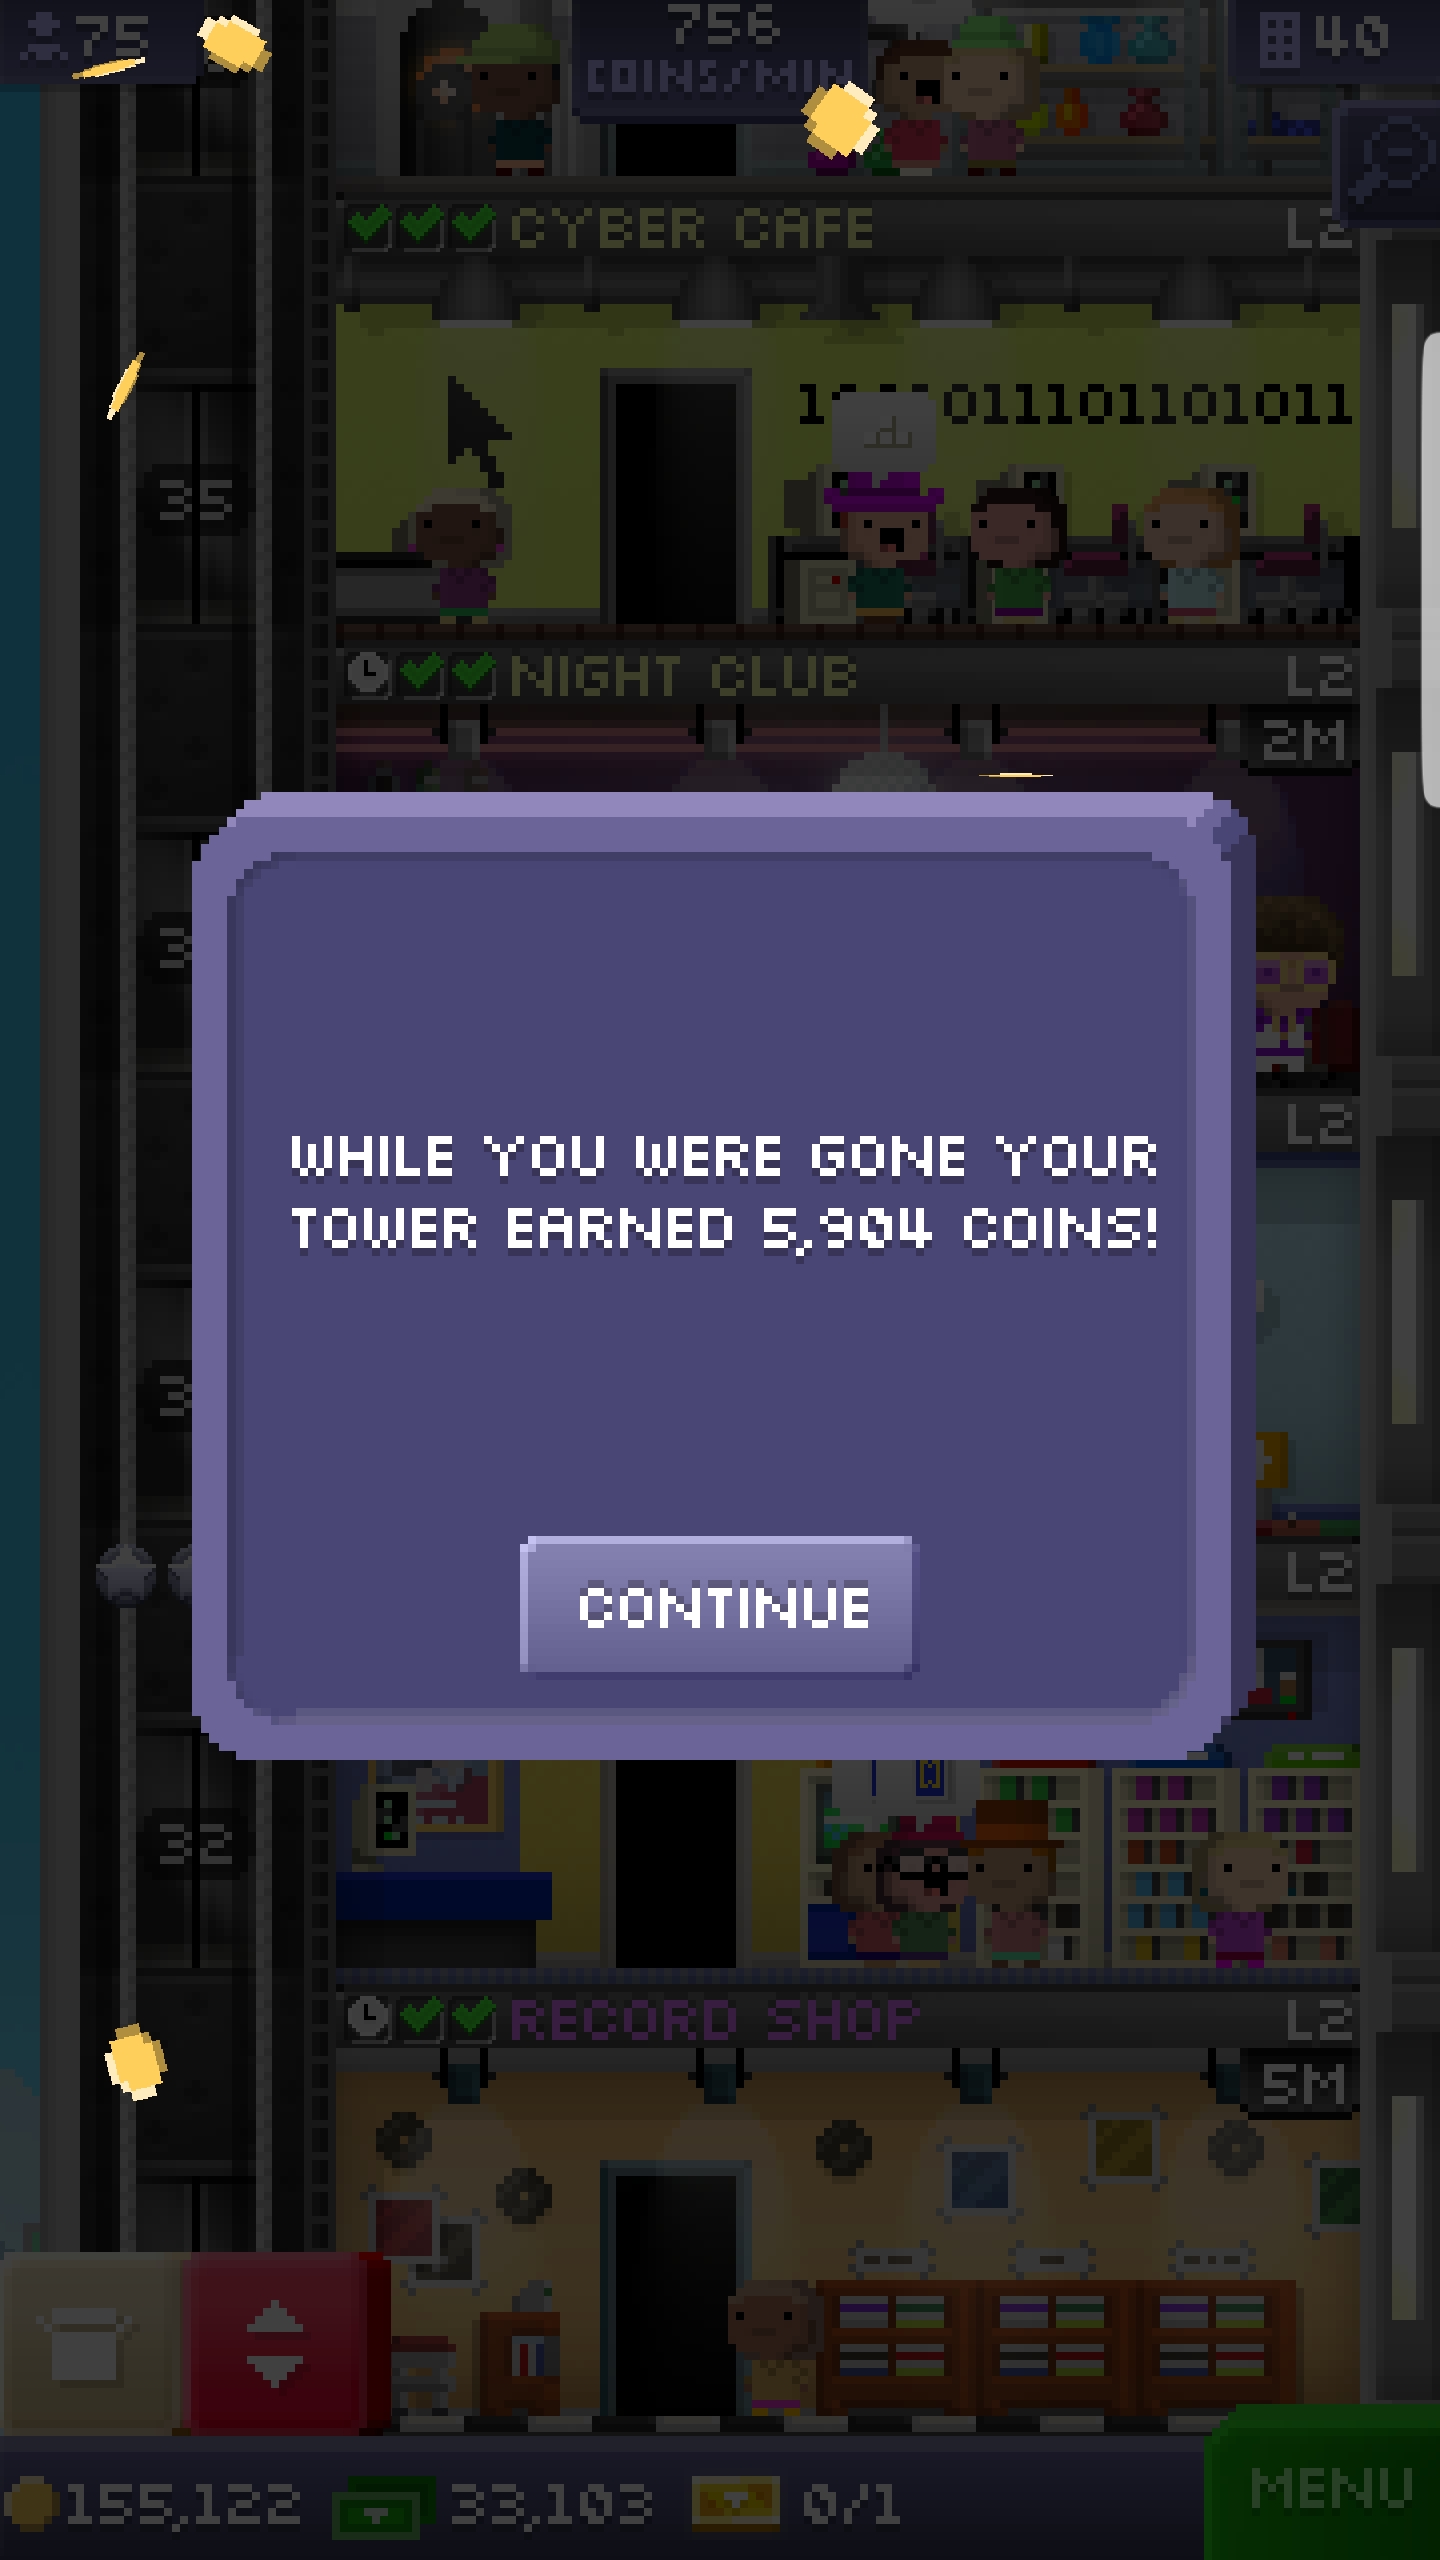 75
756
COINS/MIN
40
CYBER CAFE
L2
011101101011
35
NIGHT CLUB
L2
2M
L2
WHILE YOU WERE GONE YOUR
TOWER EARNED 5,904 COINS!
L2
CONTINUE
32
RECORD SHOP
L2
5M
155,122
33,103
0/1
MENU